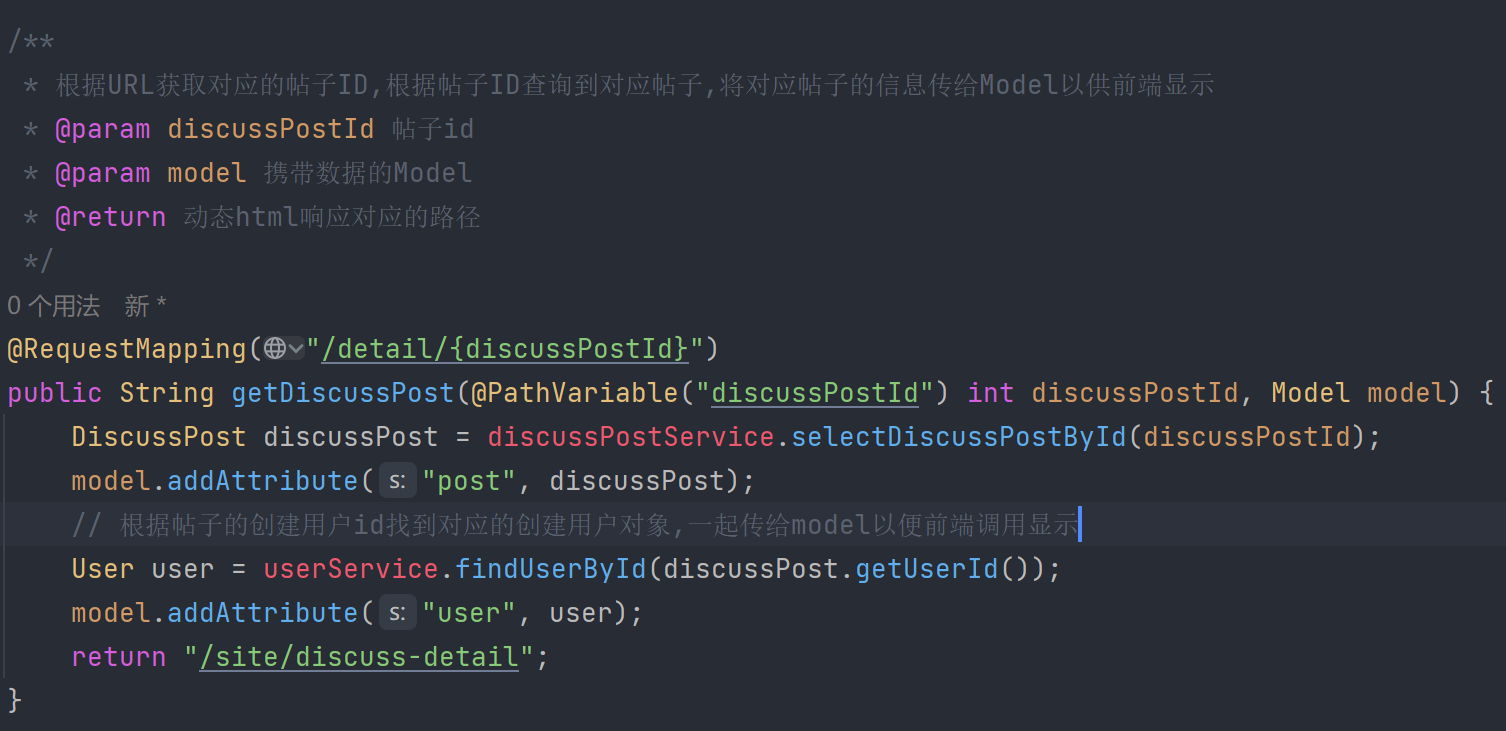 /**
 * 根据URL获取对应的帖子ID,根据帖子ID查询到对应帖子,将对应帖子的信息传给Model以供前端显示
 * @param discussPostId 帖子id
 * @param model 携带数据的Model
 * @return 动态html响应对应的路径
 */
0 个用法 新 *
@RequestMapping("/detail/{discussPostId}")
public String getDiscussPost(@PathVariable("discussPostId") int discussPostId, Model model) {
    DiscussPost discussPost = discussPostService.selectDiscussPostById(discussPostId);
    model.addAttribute( s: "post", discussPost);
    // 根据帖子的创建用户id找到对应的创建用户对象,一起传给model以便前端调用显示
    User user = userService.findUserById(discussPost.getUserId());
    model.addAttribute( s: "user", user);
    return "/site/discuss-detail";
}